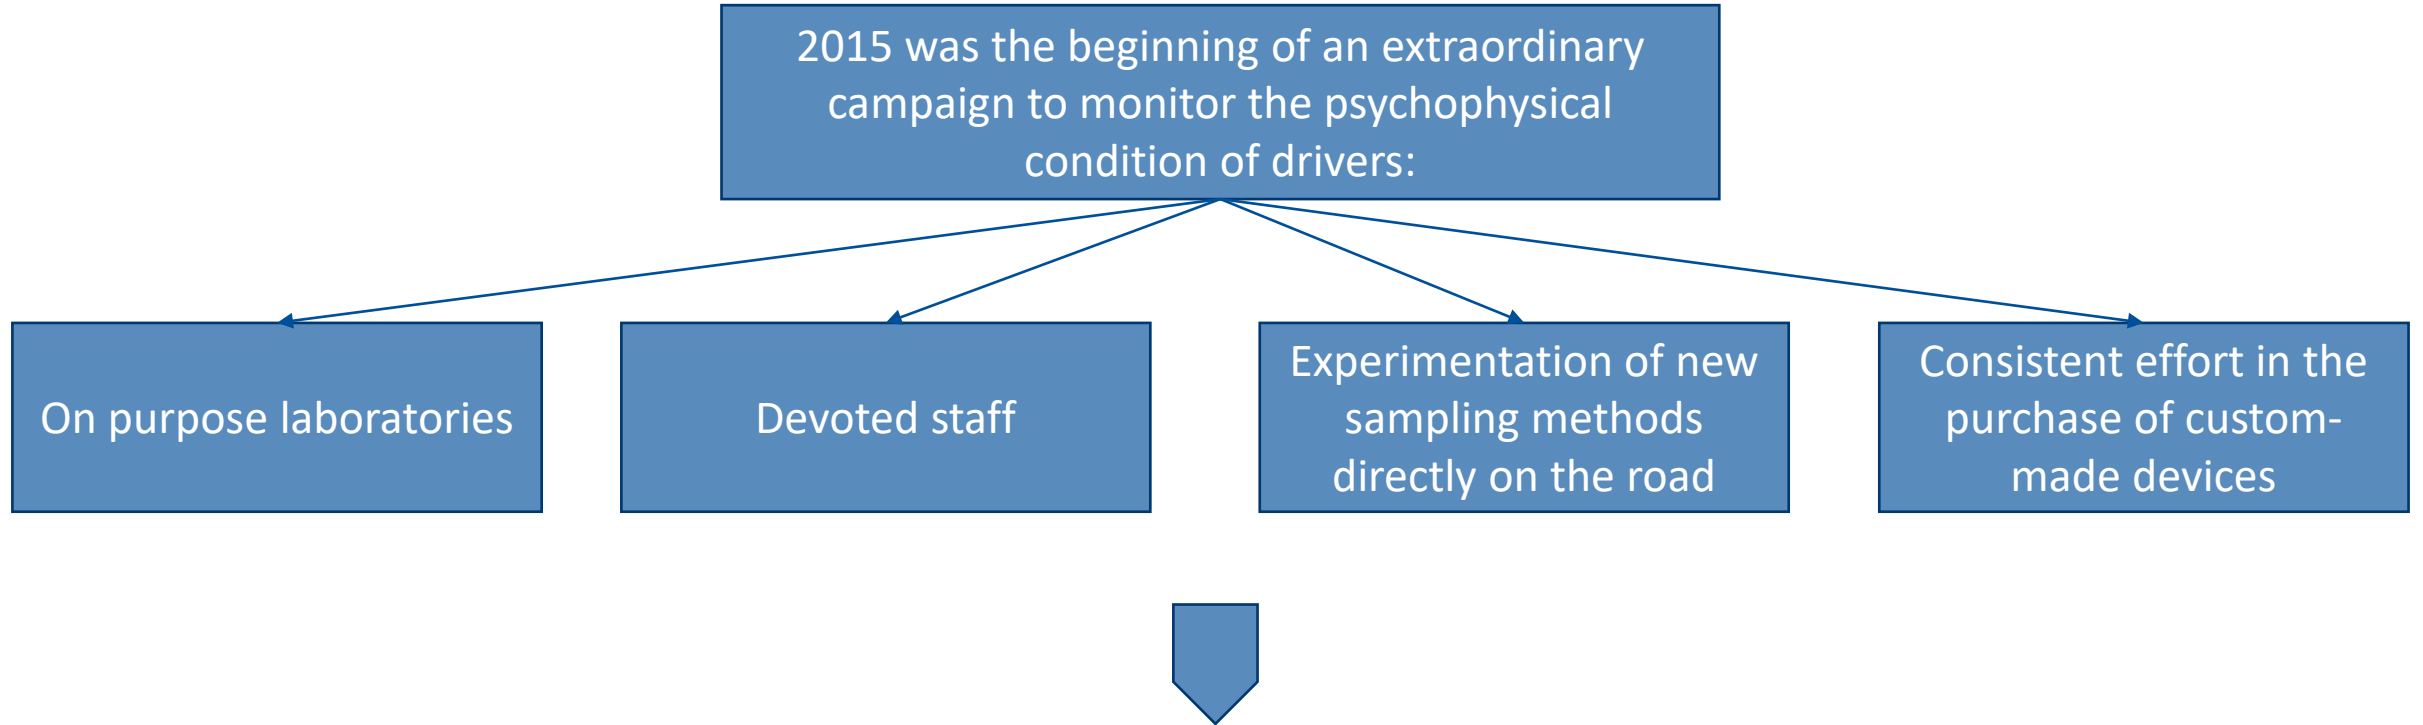 2015 was the beginning of an extraordinary
campaign to monitor the psychophysical
condition of drivers:
On purpose laboratories
Devoted staff
Experimentation of new
sampling methods
directly on the road
Consistent effort in the
purchase of custom-
made devices